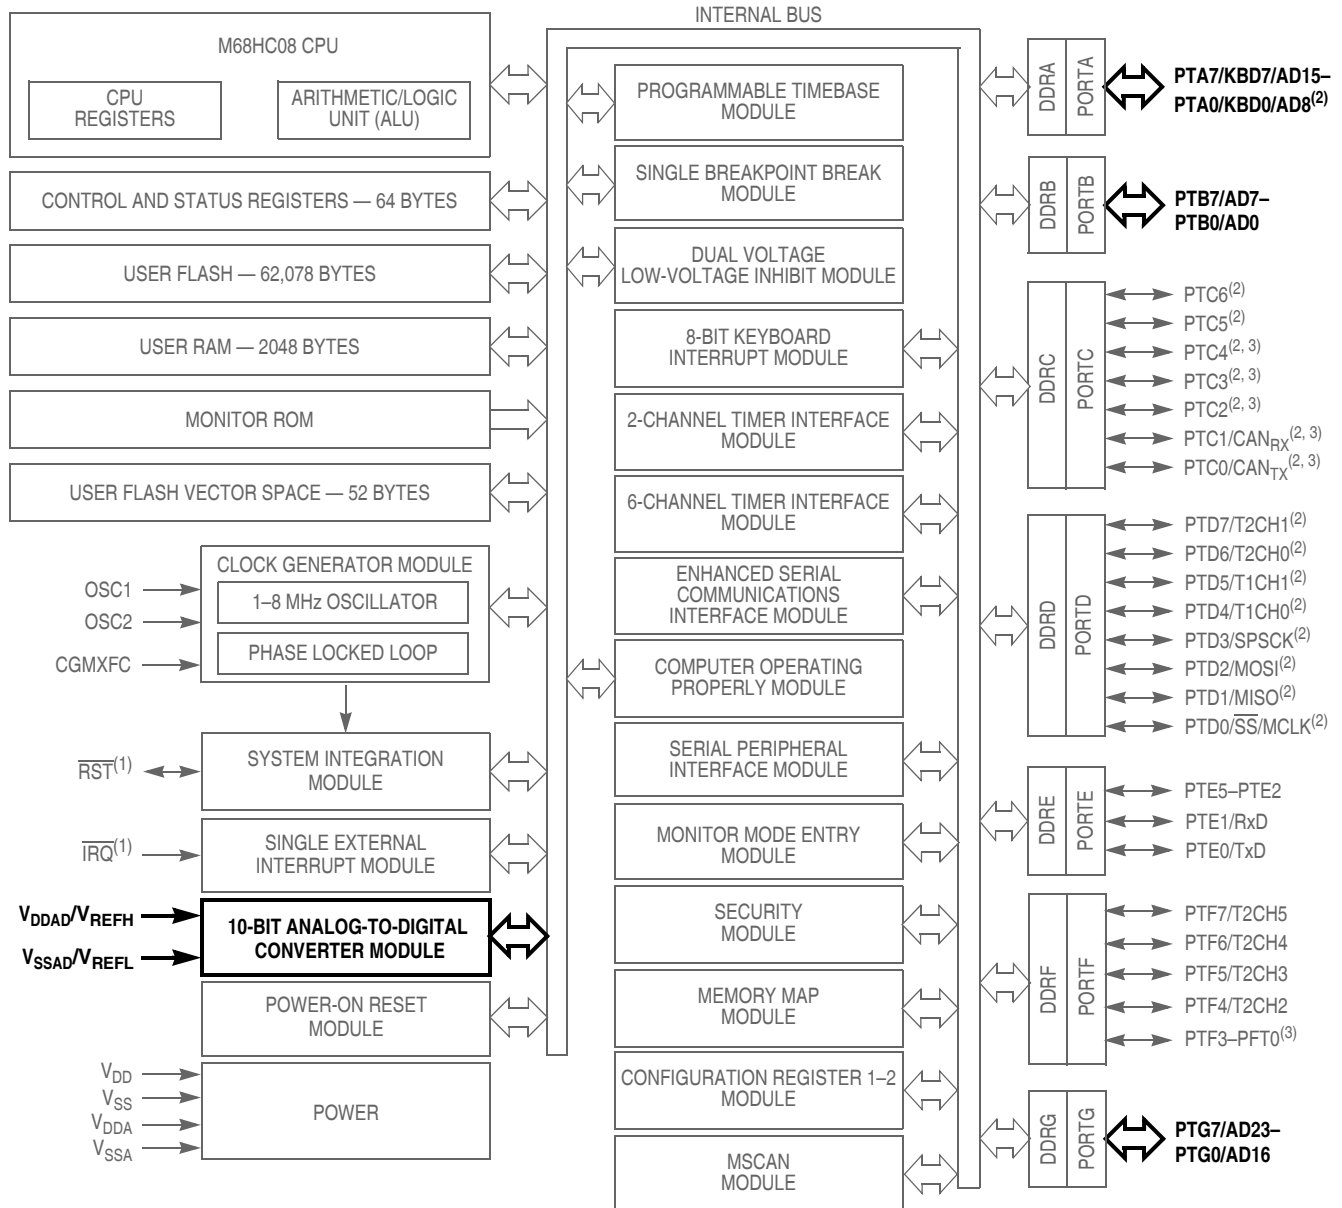 INTERNAL BUS
M68HC08 CPU
CPU
REGISTERS
ARITHMETIC/LOGIC
UNIT (ALU)
CONTROL AND STATUS REGISTERS — 64 BYTES
USER FLASH — 62,078 BYTES
USER RAM — 2048 BYTES
MONITOR ROM
USER FLASH VECTOR SPACE — 52 BYTES
CLOCK GENERATOR MODULE
1–8 MHz OSCILLATOR
PHASE LOCKED LOOP
OSC1
OSC2
CGMXFC
SYSTEM INTEGRATION
MODULE
RST(1)
SINGLE EXTERNAL
INTERRUPT MODULE
IRQ(1)
10-BIT ANALOG-TO-DIGITAL
CONVERTER MODULE
VDDAD/VREFH
VSSAD/VREFL
POWER-ON RESET
MODULE
POWER
VDD
VSS
VDDA
VSSA
PROGRAMMABLE TIMEBASE
MODULE
SINGLE BREAKPOINT BREAK
MODULE
DUAL VOLTAGE
LOW-VOLTAGE INHIBIT MODULE
8-BIT KEYBOARD
INTERRUPT MODULE
2-CHANNEL TIMER INTERFACE
MODULE
6-CHANNEL TIMER INTERFACE
MODULE
ENHANCED SERIAL
COMMUNICATIONS
INTERFACE MODULE
COMPUTER OPERATING
PROPERLY MODULE
SERIAL PERIPHERAL
INTERFACE MODULE
MONITOR MODE ENTRY
MODULE
SECURITY
MODULE
MEMORY MAP
MODULE
CONFIGURATION REGISTER 1–2
MODULE
MSCAN
MODULE
DDRA
PORTA
PTA7/KBD7/AD15–
PTA0/KBD0/AD8(2)
DDRB
PORTB
PTB7/AD7–
PTB0/AD0
DDRC
PORTC
PTC6(2)
PTC5(2)
PTC4(2, 3)
PTC3(2, 3)
PTC2(2, 3)
PTC1/CANRX(2, 3)
PTC0/CANTX(2, 3)
DDRD
PORTD
PTD7/T2CH1(2)
PTD6/T2CH0(2)
PTD5/T1CH1(2)
PTD4/T1CH0(2)
PTD3/SPSCK(2)
PTD2/MOSI(2)
PTD1/MISO(2)
PTD0/SS/MCLK(2)
DDRE
PORTE
PTE5–PTE2
PTE1/RxD
PTE0/TxD
DDRF
PORTF
PTF7/T2CH5
PTF6/T2CH4
PTF5/T2CH3
PTF4/T2CH2
PTF3–PFT0(3)
DDRG
PORTG
PTG7/AD23–
PTG0/AD16